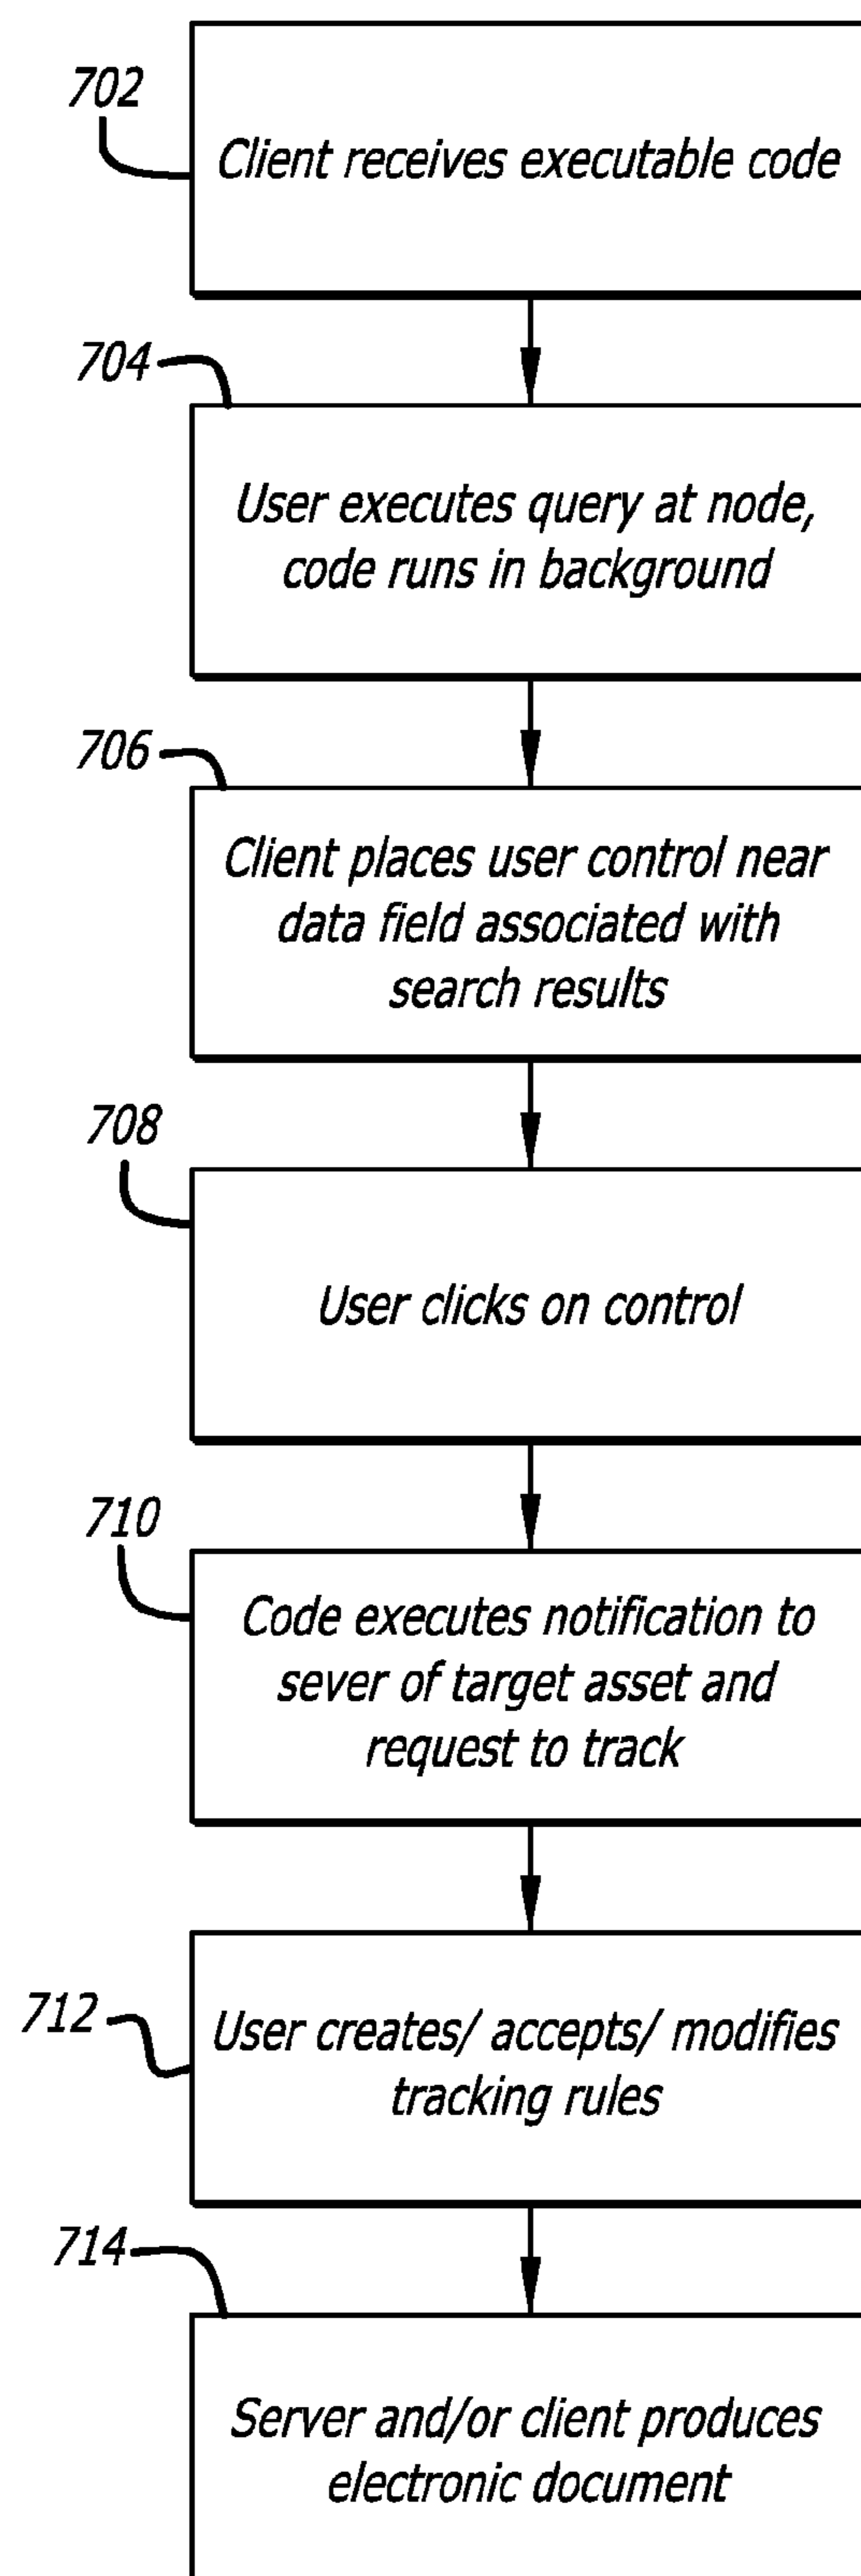 702
Client receives executable code
704
User executes query at node,
code runs in background
706
Client places user control near
data field associated with
search results
708
User clicks on control
710
Code executes notification to
sever of target asset and
request to track
712
User creates/ accepts/ modifies
tracking rules
714
Server and/or client produces
electronic document